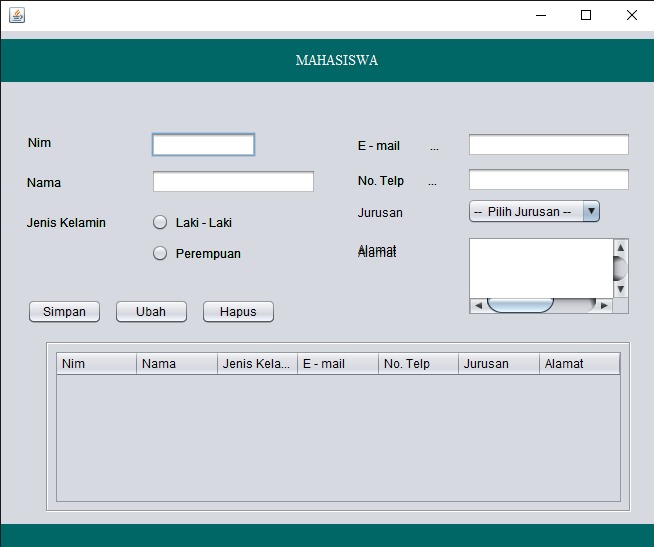 MAHASISWA
Nim
E - mail ...
Nama
No. Telp ...
Jurusan
-- Pilih Jurusan --
Jenis Kelamin
Laki - Laki
Perempuan
Alamat
Alamat
Simpan Ubah Hapus
Nim Nama Jenis Kela... E - mail No. Telp Jurusan Alamat